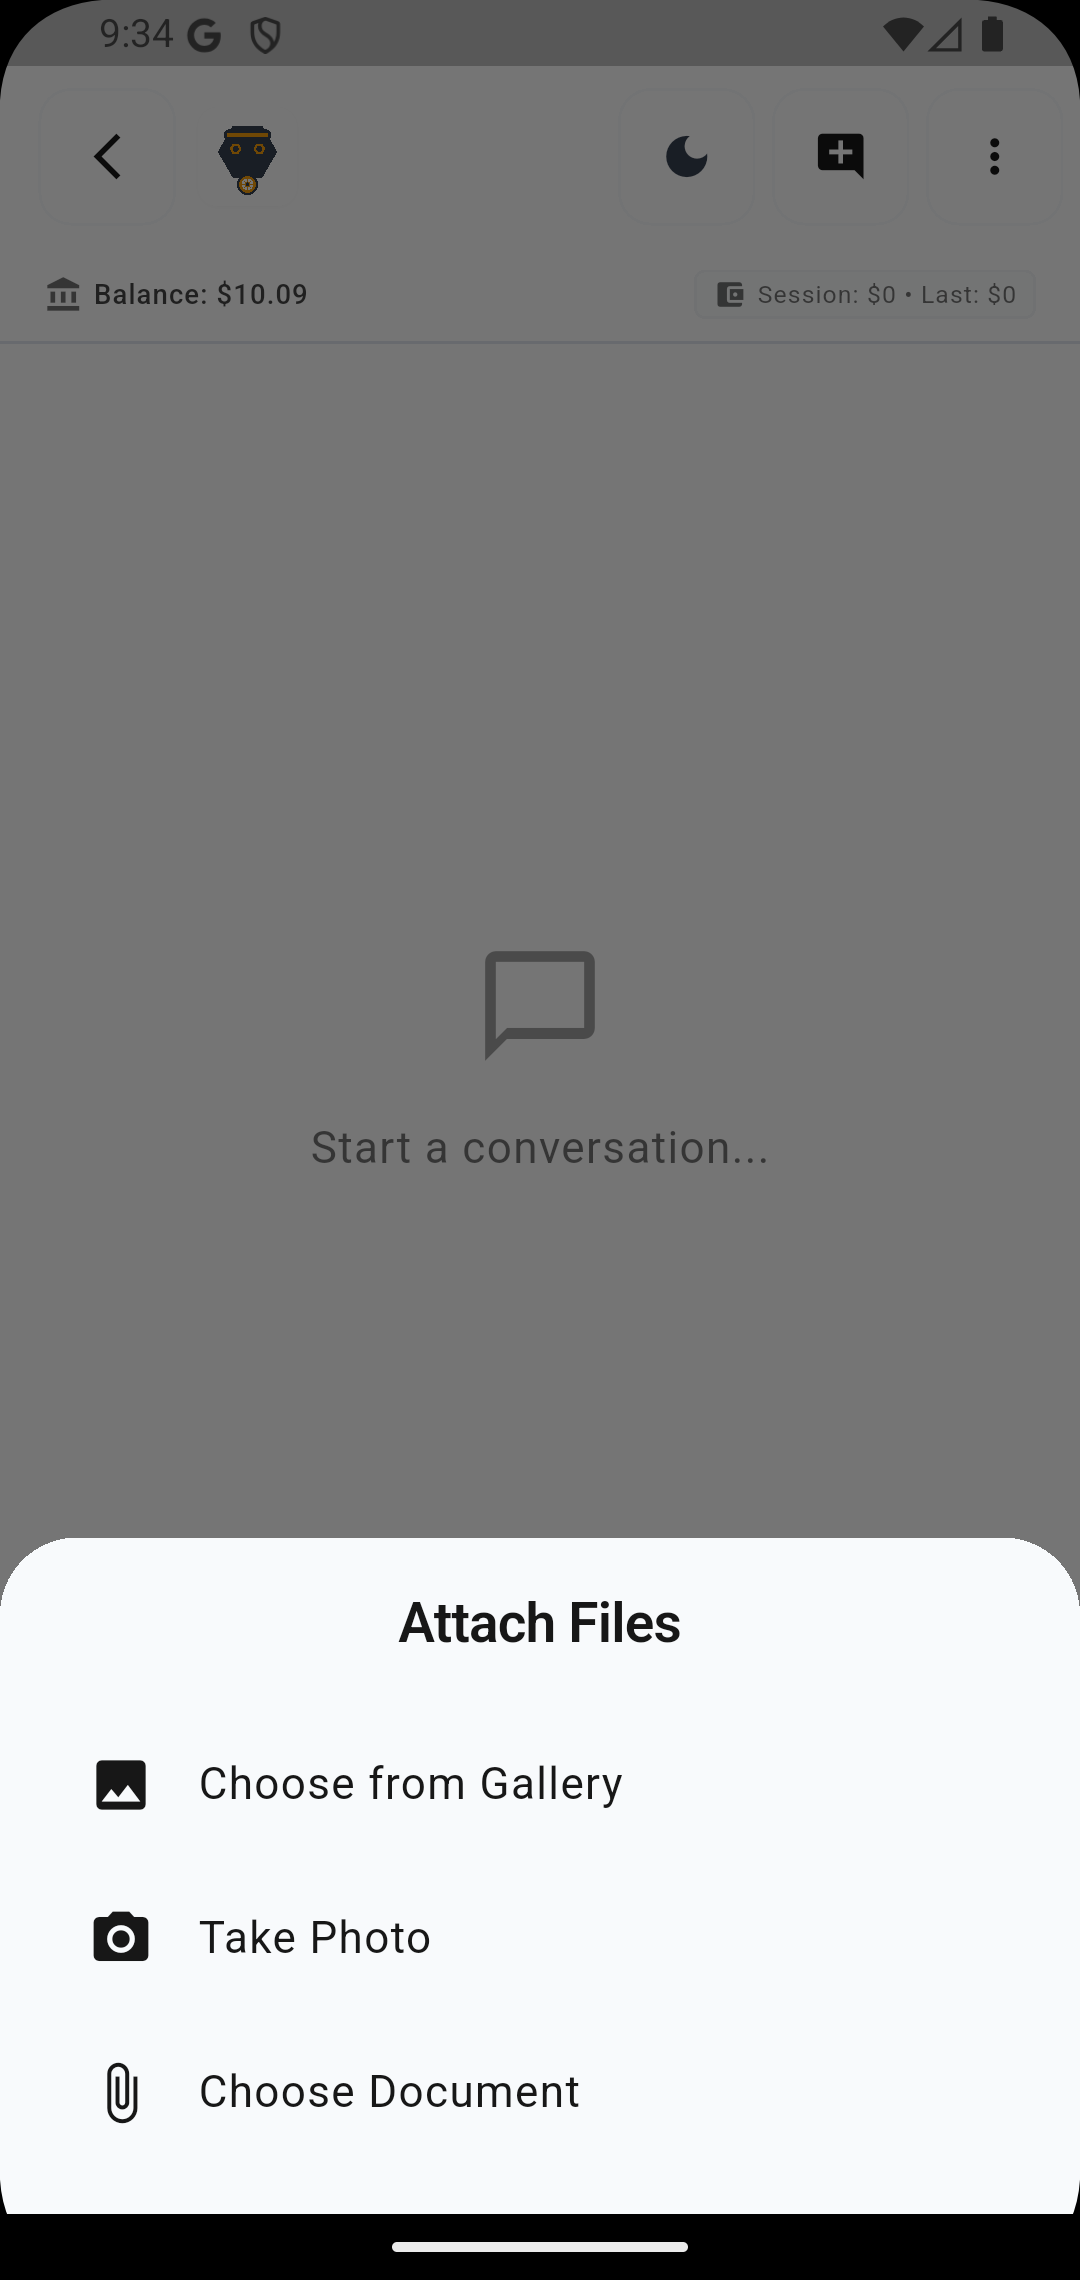 9:34
Balance: $10.09
Session: $0 • Last: $0
Start a conversation...
Attach Files
Choose from Gallery
Take Photo
Choose Document